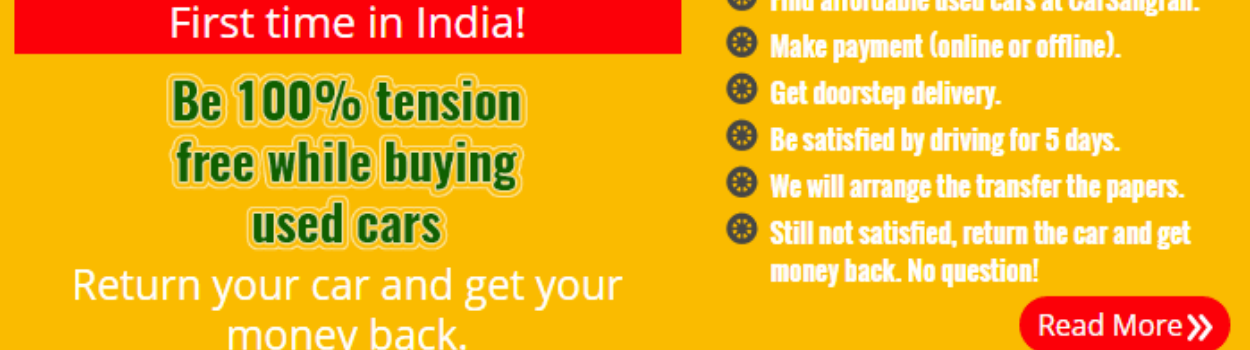 First time in India!
Be 100% tension
free while buying
used cars
Return your car and get your
money back.
Find affordable used cars at CarSangrah.
Make payment (online or offline).
Get doorstep delivery.
Be satisfied by driving for 5 days.
We will arrange the transfer the papers.
Still not satisfied, return the car and get
money back. No question!
Read More